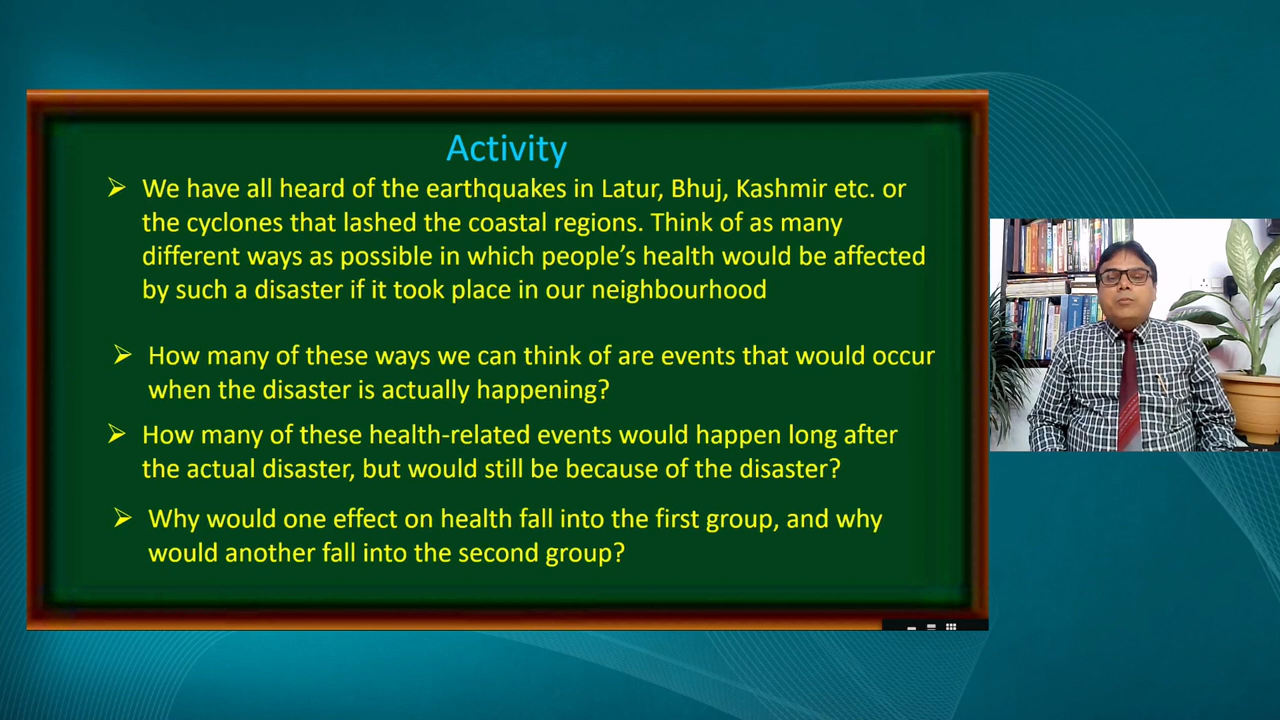 Activity
➢ We have all heard of the earthquakes in Latur, Bhuj, Kashmir etc. or
the cyclones that lashed the coastal regions. Think of as many
different ways as possible in which people’s health would be affected
by such a disaster if it took place in our neighbourhood
➢ How many of these ways we can think of are events that would occur
when the disaster is actually happening?
➢ How many of these health-related events would happen long after
the actual disaster, but would still be because of the disaster?
➢ Why would one effect on health fall into the first group, and why
would another fall into the second group?